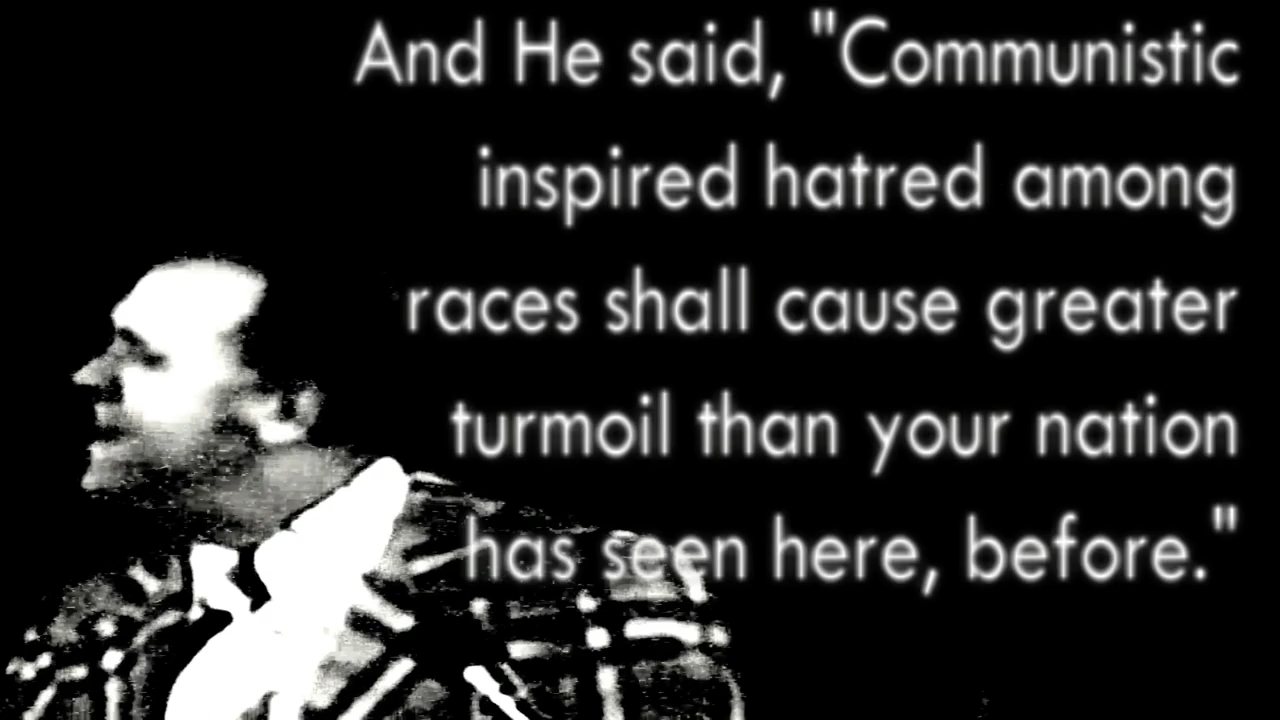 And He said, "Communistic
inspired hatred among
races shall cause greater
turmoil than your nation
has seen here, before."